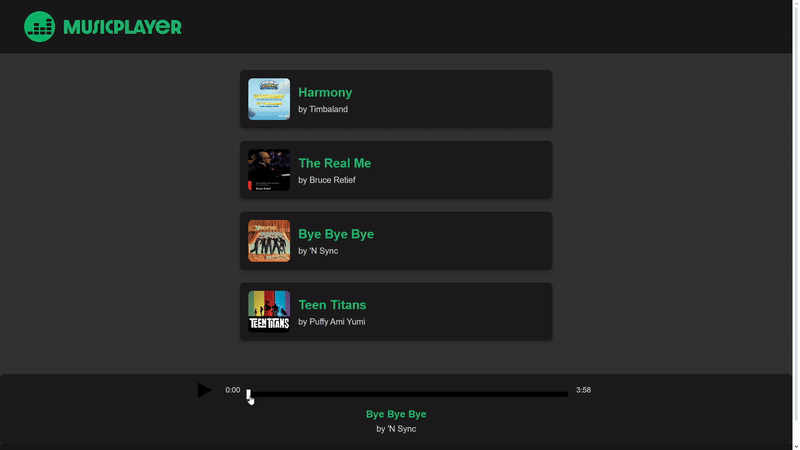 MUSICPLAYER
Harmony
by Timbaland
The Real Me
by Bruce Retief
Bye Bye Bye
by 'N Sync
TEEN TITANS
Teen Titans
by Puffy Ami Yumi
0:00
3:58
Bye Bye Bye
by 'N Sync